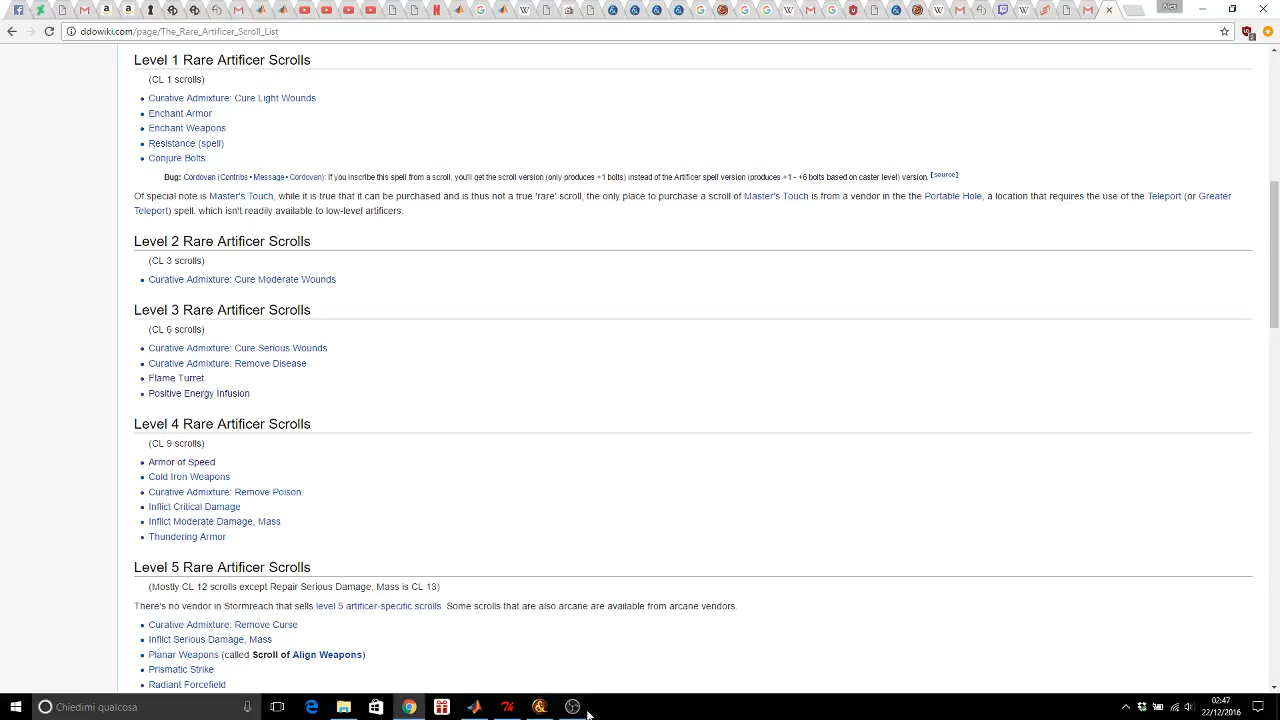 Alex
ddowiki.com/page/The_Rare_Artificer_Scroll_List
Level 1 Rare Artificer Scrolls
(CL 1 scrolls)
Curative Admixture: Cure Light Wounds
Enchant Armor
Enchant Weapons
Resistance (spell)
Conjure Bolts
Bug: Cordovan (Contribs • Message • Cordovan): If you inscribe this spell from a scroll, you'll get the scroll version (only produces +1 bolts) instead of the Artificer spell version (produces +1 - +6 bolts based on caster level) version. [source]
Of special note is Master's Touch, while it is true that it can be purchased and is thus not a true 'rare' scroll, the only place to purchase a scroll of Master's Touch is from a vendor in the the Portable Hole, a location that requires the use of the Teleport (or Greater
Teleport) spell. which isn't readily available to low-level artificers.
Level 2 Rare Artificer Scrolls
(CL 3 scrolls)
Curative Admixture: Cure Moderate Wounds
Level 3 Rare Artificer Scrolls
(CL 6 scrolls)
Curative Admixture: Cure Serious Wounds
Curative Admixture: Remove Disease
Flame Turret
Positive Energy Infusion
Level 4 Rare Artificer Scrolls
(CL 9 scrolls)
Armor of Speed
Cold Iron Weapons
Curative Admixture: Remove Poison
Inflict Critical Damage
Inflict Moderate Damage, Mass
Thundering Armor
Level 5 Rare Artificer Scrolls
(Mostly CL 12 scrolls except Repair Serious Damage, Mass is CL 13)
There's no vendor in Stormreach that sells level 5 artificer-specific scrolls. Some scrolls that are also arcane are available from arcane vendors.
Curative Admixture: Remove Curse
Inflict Serious Damage, Mass
Planar Weapons (called Scroll of Align Weapons)
Prismatic Strike
Radiant Forcefield
Chiedimi qualcosa
02:47
22/12/2016